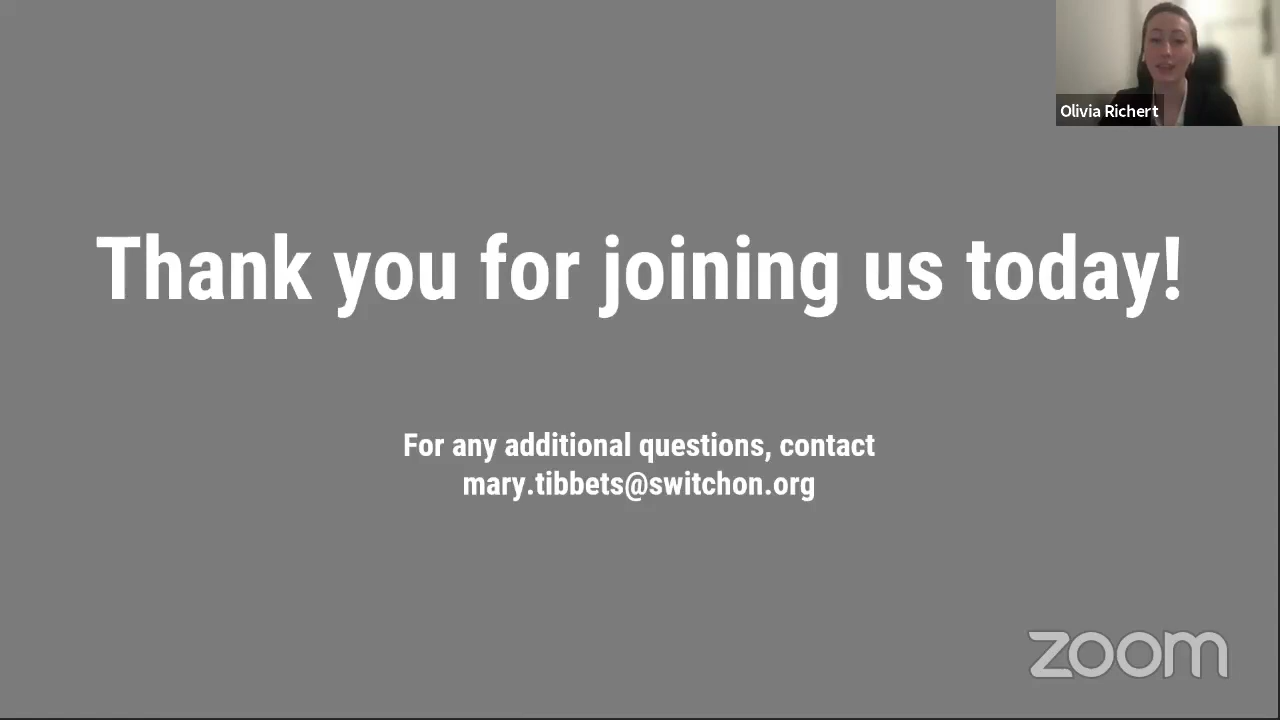 Olivia Richert
Thank you for joining us today!
For any additional questions, contact
mary.tibbets@switchon.org
zoom